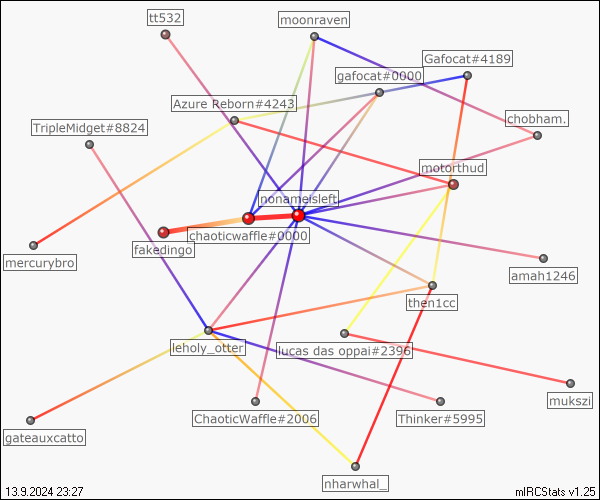 tt532
moonraven
Gafocat#4189
gafocat#0000
Azure Reborn#4243
chobham.
TripleMidget#8824
motorthud
nonameisleft
chaoticwaffle#0000
fakedingo
mercurybro
amah1246
then1cc
leholy_otter
lucas das oppai#2396
mukszi
ChaoticWaffle#2006
Thinker#5995
gateauxcatto
nharwhal_
13.9.2024 23:27
mIRCStats v1.25